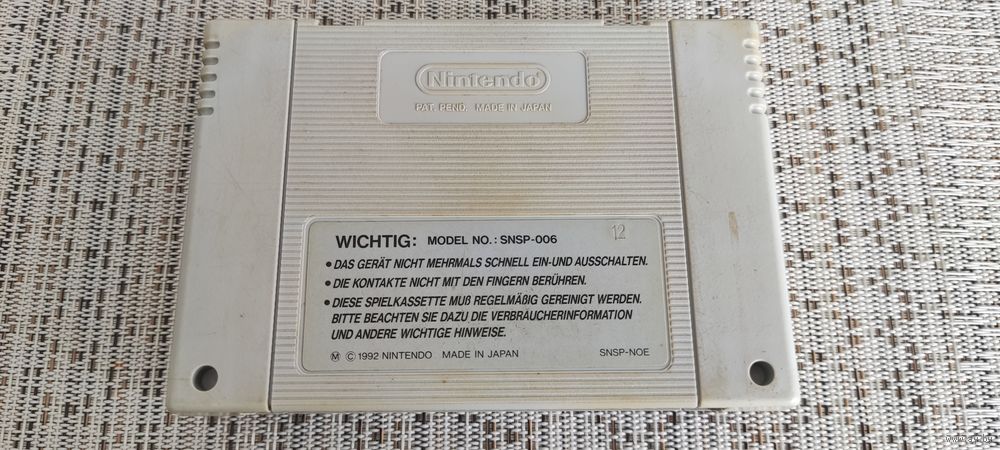 Nintendo®
PAT. PEND. MADE IN JAPAN
WICHTIG: MODEL NO.: SNSP-006
12
• DAS GERÄT NICHT MEHRMALS SCHNELL EIN-UND AUSSCHALTEN.
• DIE KONTAKTE NICHT MIT DEN FINGERN BERÜHREN.
• DIESE SPIELKASSETTE MUß REGELMÄßIG GEREINIGT WERDEN.
BITTE BEACHTEN SIE DAZU DIE VERBRAUCHERINFORMATION
UND ANDERE WICHTIGE HINWEISE.
Ⓜ © 1992 NINTENDO MADE IN JAPAN SNSP-NOE